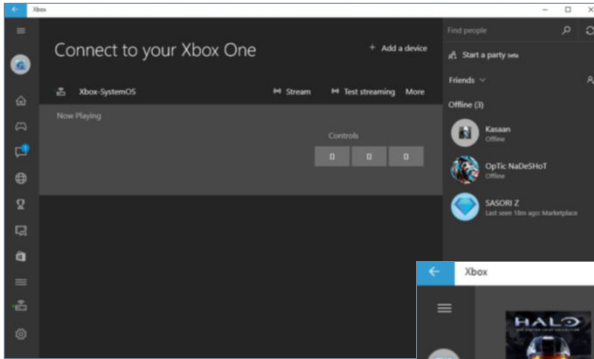 Xbox
Connect to your Xbox One
+ Add a device
Xbox-SystemOS
Stream
Test streaming
More
Now Playing
Controls
Find people
Start a party beta
Friends
Offline (3)
Kasaan
Offline
OpTic NaDeSHoT
Offline
SASORI Z
Last seen 18m ago: Marketplace
Xbox
HALO